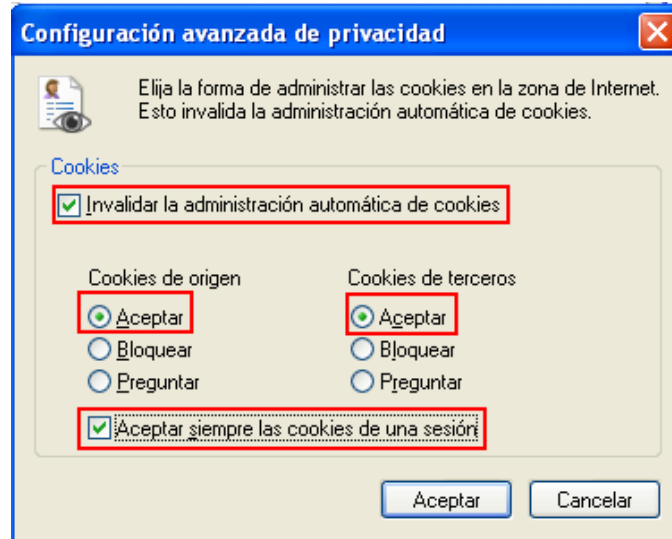 Configuración avanzada de privacidad
Elija la forma de administrar las cookies en la zona de Internet.
Esto invalida la administración automática de cookies.
Cookies
Invalidar la administración automática de cookies
Cookies de origen Cookies de terceros
Aceptar Aceptar
Bloquear Bloquear
Preguntar Preguntar
Aceptar siempre las cookies de una sesión
Aceptar Cancelar